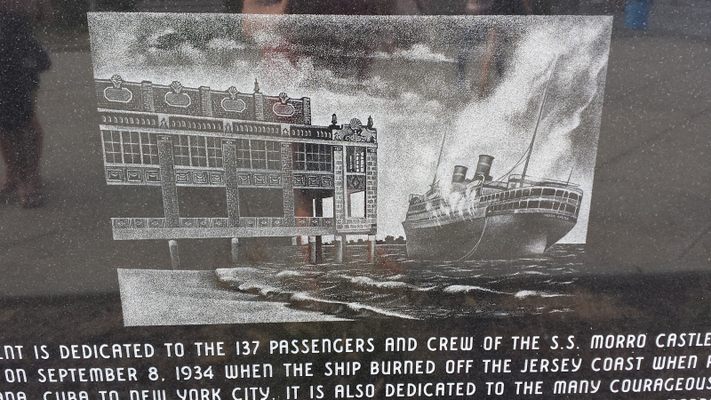 ENT IS DEDICATED TO THE 137 PASSENGERS AND CREW OF THE S.S. MORRO CASTLE
ON SEPTEMBER 8, 1934 WHEN THE SHIP BURNED OFF THE JERSEY COAST WHEN
ANA, CUBA TO NEW YORK CITY. IT IS ALSO DEDICATED TO THE MANY COURAGEOUS